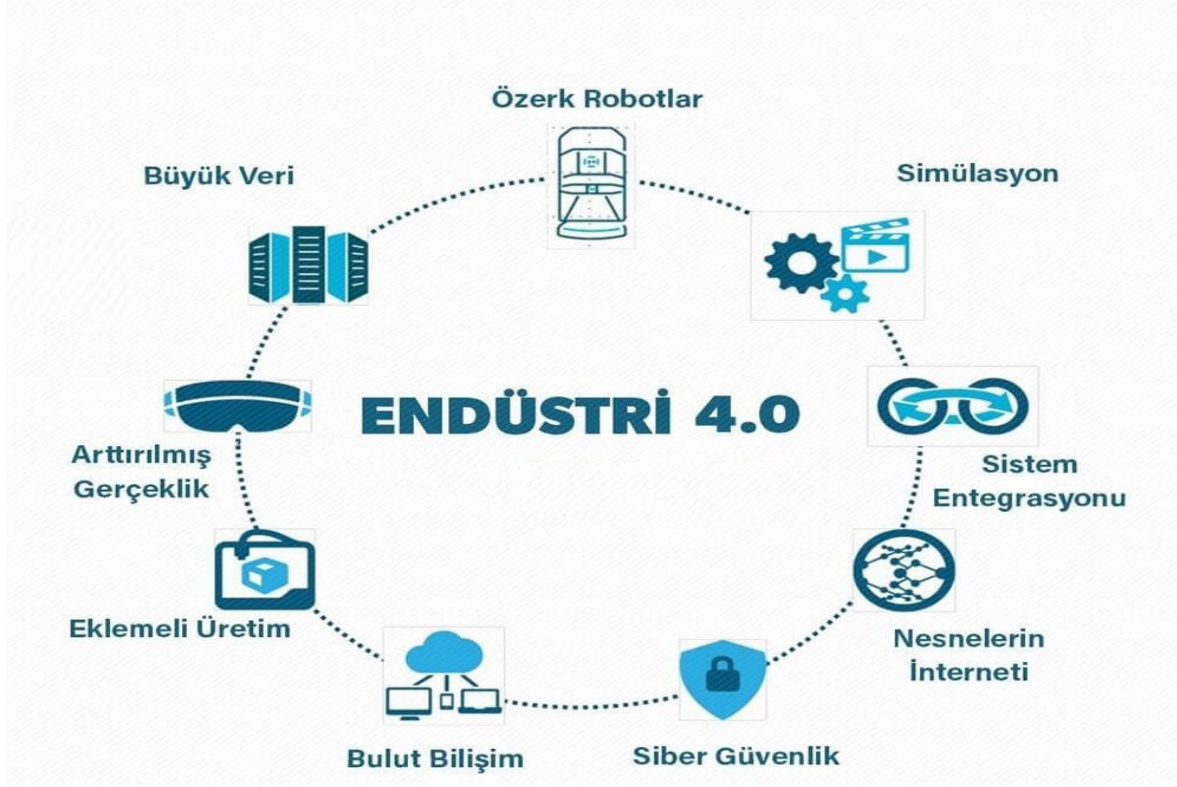 Özerk Robotlar
Büyük Veri
Simülasyon
ENDÜSTRİ 4.0
Arttırılmış
Gerçeklik
Sistem
Entegrasyonu
Eklemeli Üretim
Nesnelerin
İnterneti
Bulut Bilişim
Siber Güvenlik